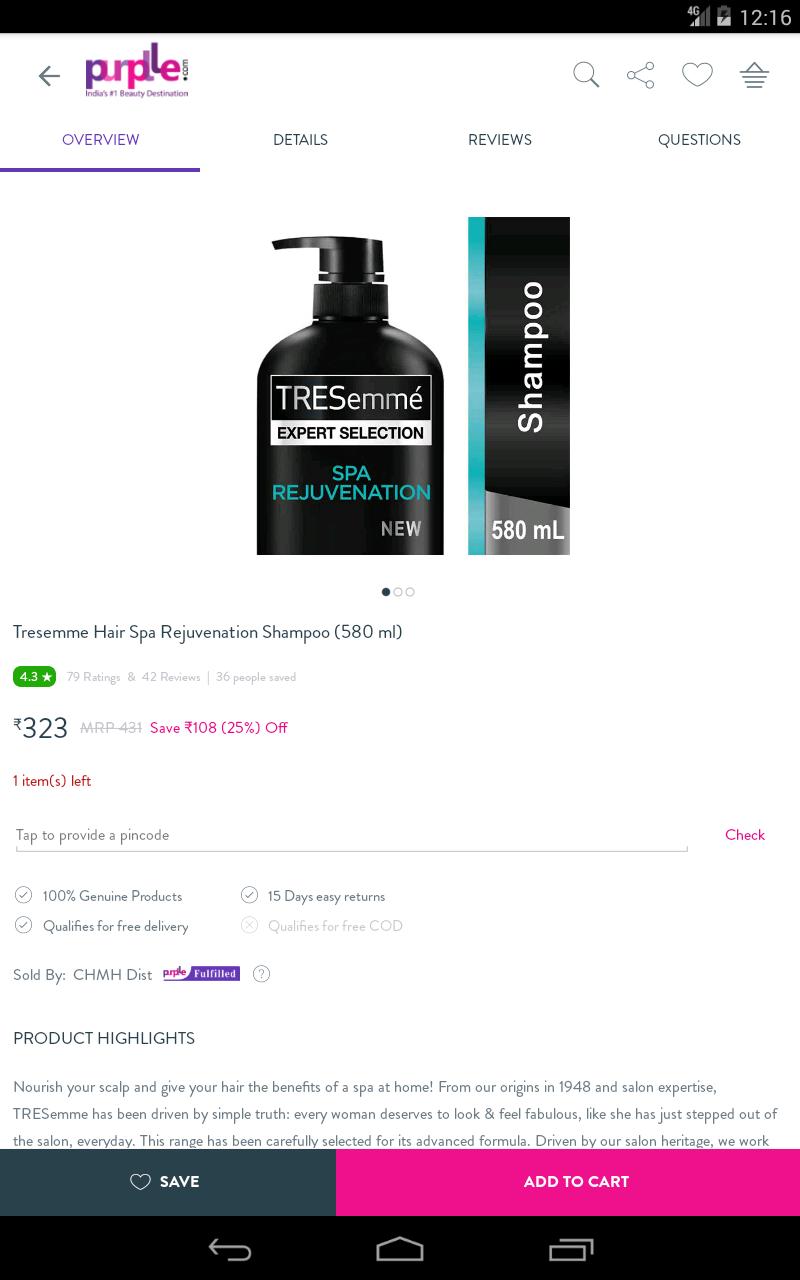 4G 12:16
purplle.com
India's #1 Beauty Destination
OVERVIEW DETAILS REVIEWS QUESTIONS
TRESemmé
EXPERT SELECTION
SPA
REJUVENATION
NEW
Shampoo
580 mL
Tresemme Hair Spa Rejuvenation Shampoo (580 ml)
4.3 ★ 79 Ratings & 42 Reviews | 36 people saved
₹323 MRP 431 Save ₹108 (25%) Off
1 item(s) left
Tap to provide a pincode Check
100% Genuine Products 15 Days easy returns
Qualifies for free delivery Qualifies for free COD
Sold By: CHMH Dist purplle Fulfilled ?
PRODUCT HIGHLIGHTS
Nourish your scalp and give your hair the benefits of a spa at home! From our origins in 1948 and salon expertise,
TRESemme has been driven by simple truth: every woman deserves to look & feel fabulous, like she has just stepped out of
the salon, everyday. This range has been carefully selected for its advanced formula. Driven by our salon heritage, we work
SAVE ADD TO CART